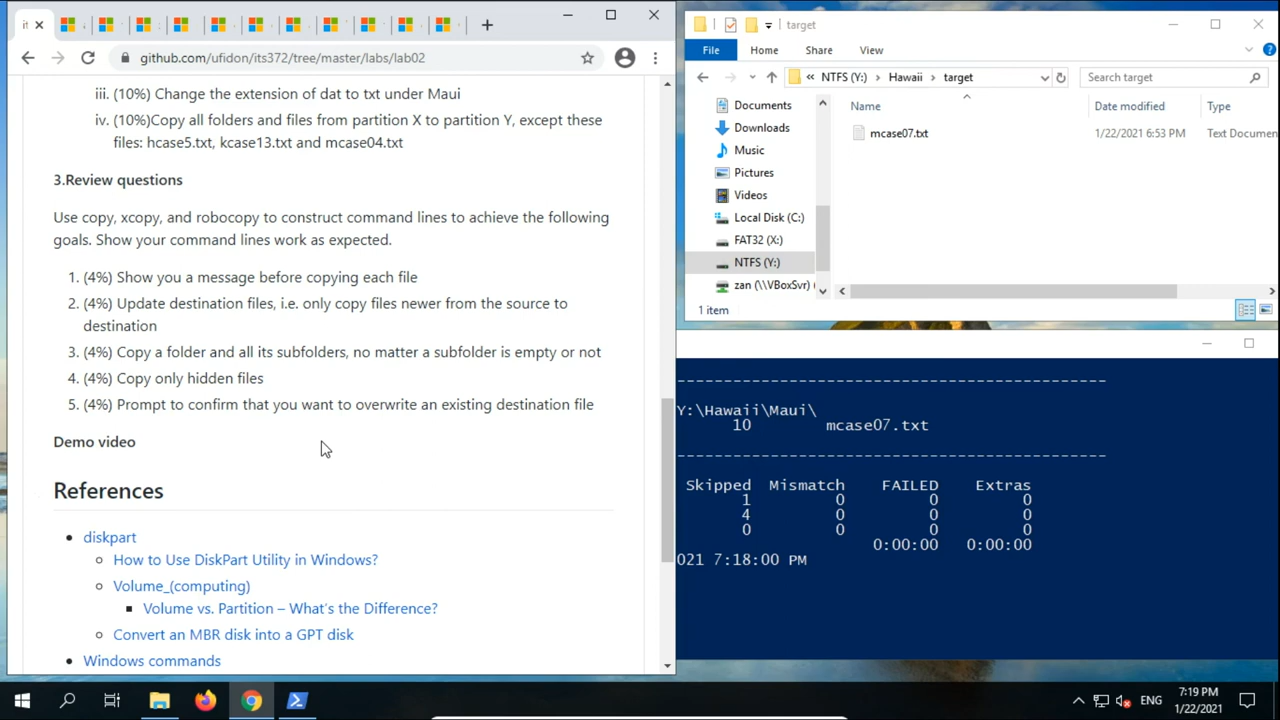 it
github.com/ufidon/its372/tree/master/labs/lab02
iii. (10%) Change the extension of dat to txt under Maui
iv. (10%)Copy all folders and files from partition X to partition Y, except these
files: hcase5.txt, kcase13.txt and mcase04.txt
3.Review questions
Use copy, xcopy, and robocopy to construct command lines to achieve the following
goals. Show your command lines work as expected.
1. (4%) Show you a message before copying each file
2. (4%) Update destination files, i.e. only copy files newer from the source to
destination
3. (4%) Copy a folder and all its subfolders, no matter a subfolder is empty or not
4. (4%) Copy only hidden files
5. (4%) Prompt to confirm that you want to overwrite an existing destination file
Demo video
References
diskpart
How to Use DiskPart Utility in Windows?
Volume_(computing)
Volume vs. Partition – What's the Difference?
Convert an MBR disk into a GPT disk
Windows commands
target
File Home Share View
« NTFS (Y:) > Hawaii > target
Search target
Name Date modified Type
mcase07.txt 1/22/2021 6:53 PM Text Documen
Documents
Downloads
Music
Pictures
Videos
Local Disk (C:)
FAT32 (X:)
NTFS (Y:)
zan (\\VBoxSvr) (
1 item
------------------------------------------
Y:\Hawaii\Maui\
10 mcase07.txt
------------------------------------------
Skipped Mismatch FAILED Extras
1 0 0 0
4 0 0 0
0 0 0 0
0:00:00 0:00:00
021 7:18:00 PM
ENG
7:19 PM
1/22/2021